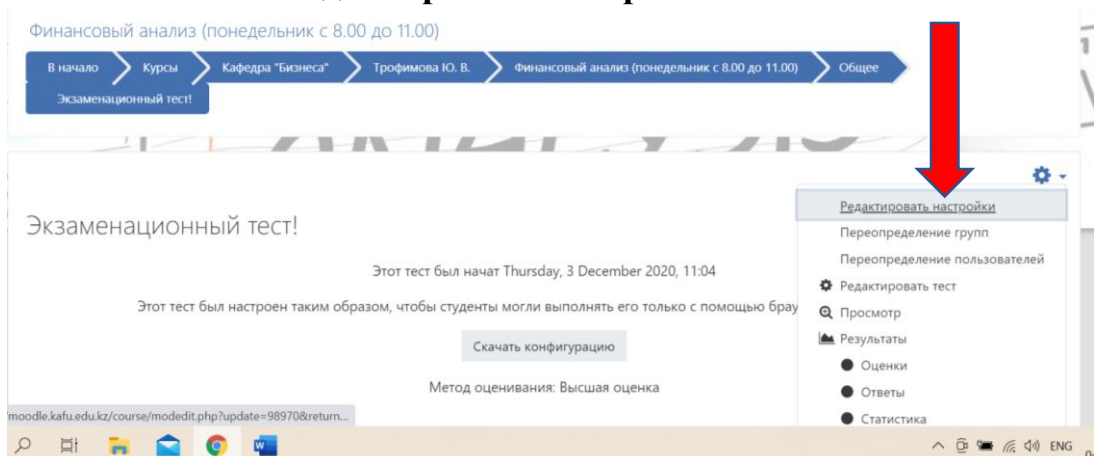 Финансовый анализ (понедельник с 8.00 до 11.00)
В начало
Курсы
Кафедра "Бизнеса"
Трофимова Ю. В.
Финансовый анализ (понедельник с 8.00 до 11.00)
Общее
Экзаменационный тест!
Экзаменационный тест!
Этот тест был начат Thursday, 3 December 2020, 11:04
Этот тест был настроен таким образом, чтобы студенты могли выполнять его только с помощью брау
Скачать конфигурацию
Метод оценивания: Высшая оценка
Редактировать настройки
Переопределение групп
Переопределение пользователей
Редактировать тест
Просмотр
Результаты
Оценки
Ответы
Статистика
moodle.kafu.edu.kz/course/modedit.php?update=98970&return...
ENG